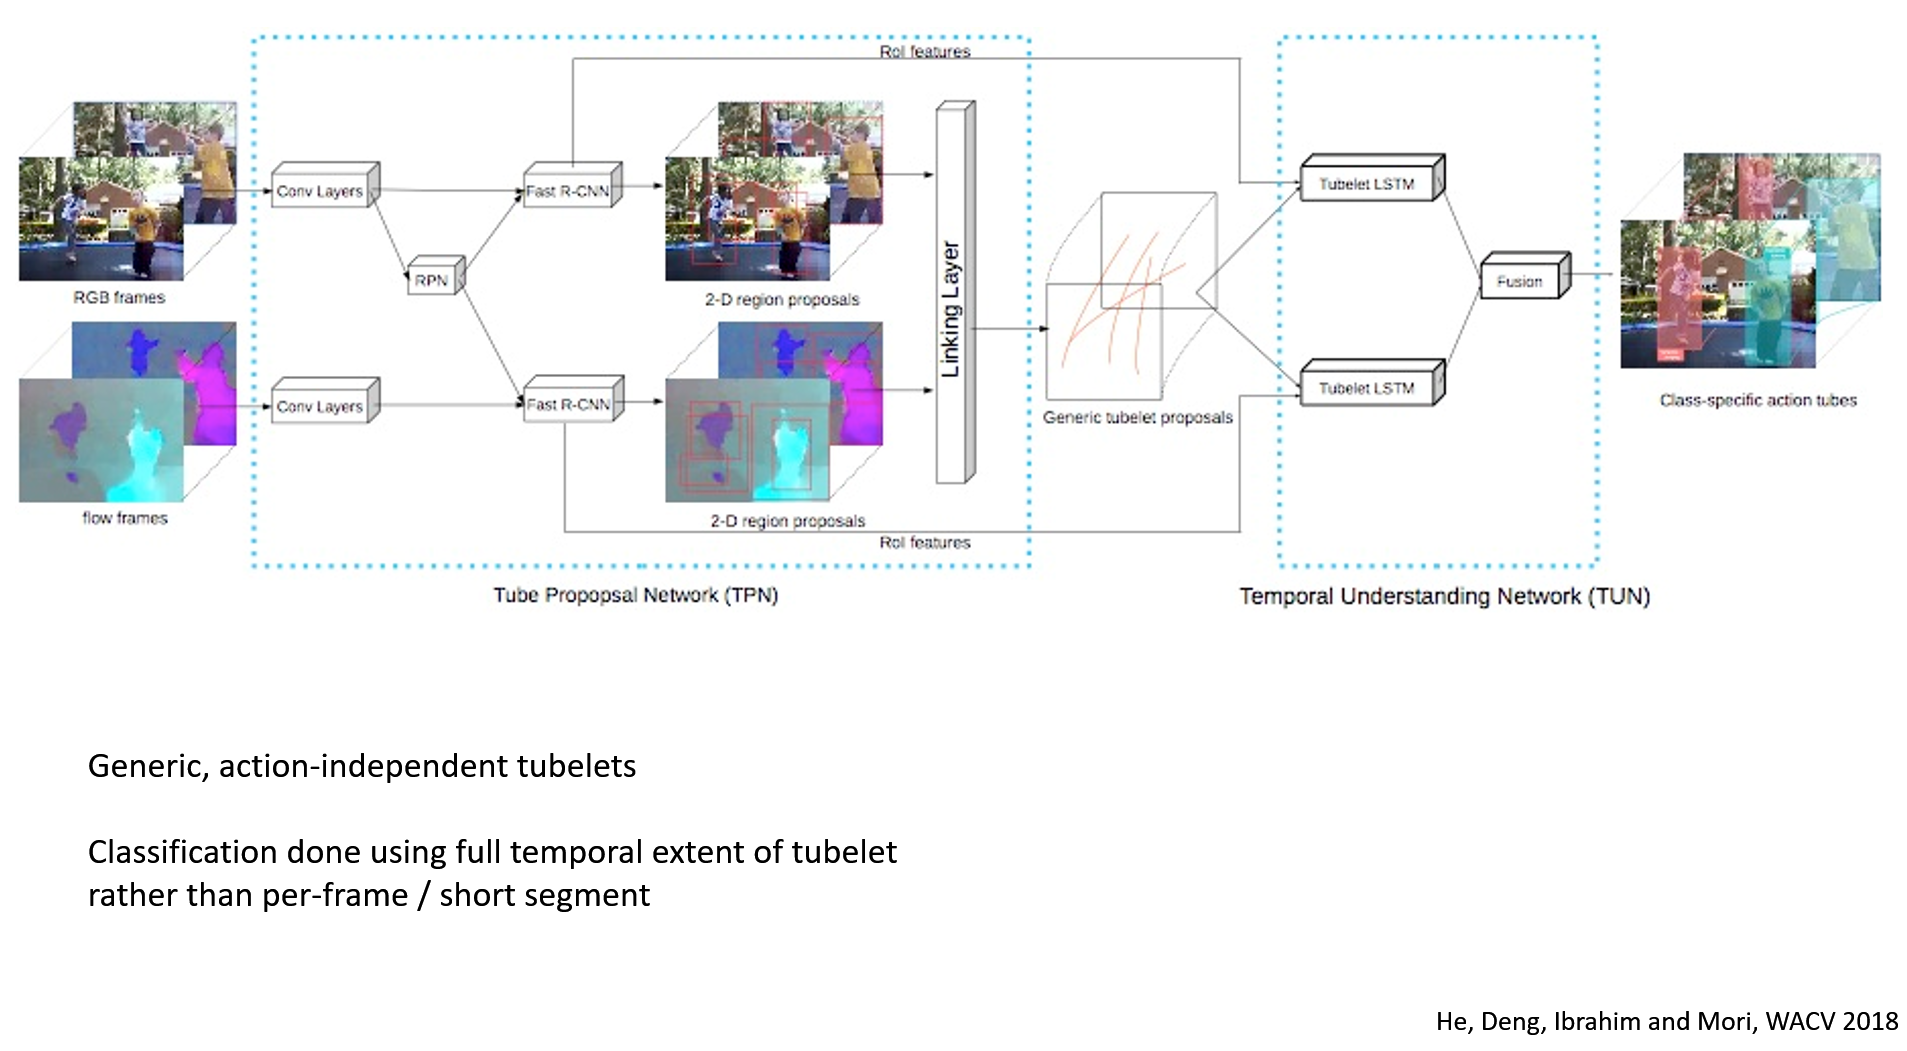 RoI features
Conv Layers
Fast R-CNN
Linking Layer
Tubelet LSTM
RPN
Fusion
RGB frames
2-D region proposals
Conv Layers
Fast R-CNN
Tubelet LSTM
Generic tubelet proposals
Class-specific action tubes
flow frames
2-D region proposals
RoI features
Tube Propopsal Network (TPN)
Temporal Understanding Network (TUN)
Generic, action-independent tubelets
Classification done using full temporal extent of tubelet
rather than per-frame / short segment
He, Deng, Ibrahim and Mori, WACV 2018